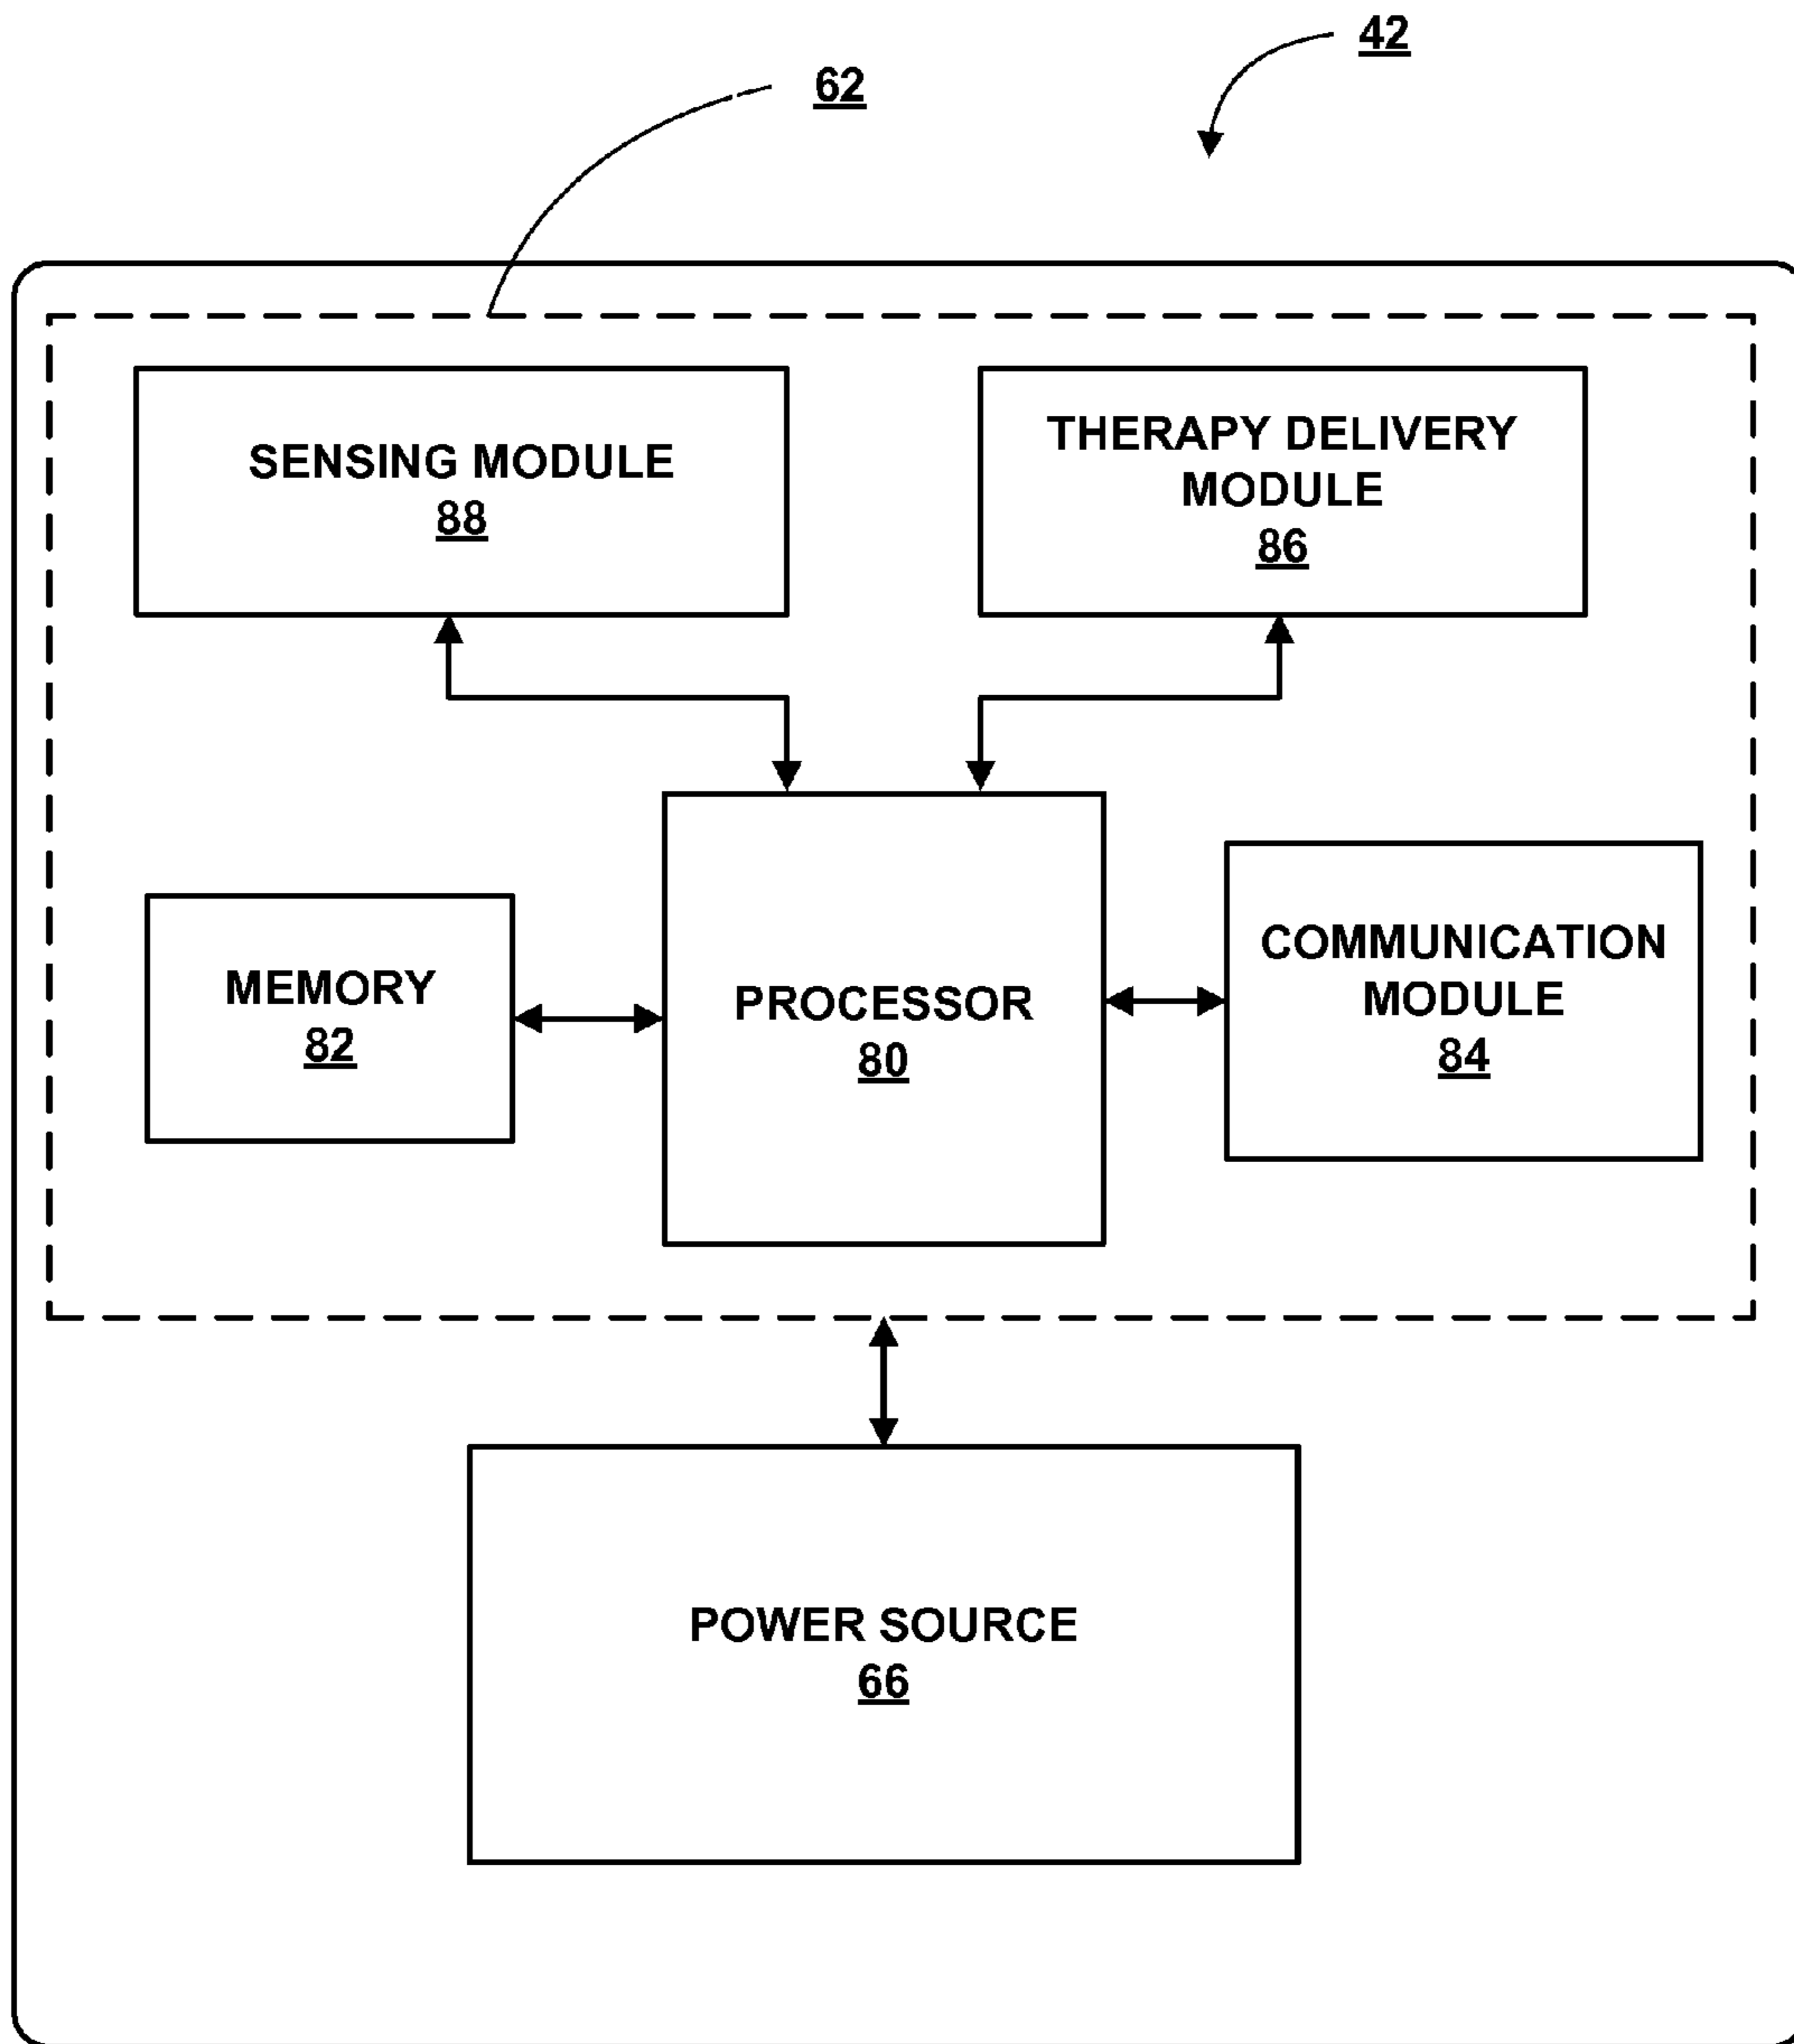 42
62
SENSING MODULE
88
THERAPY DELIVERY
MODULE
86
MEMORY
82
PROCESSOR
80
COMMUNICATION
MODULE
84
POWER SOURCE
66